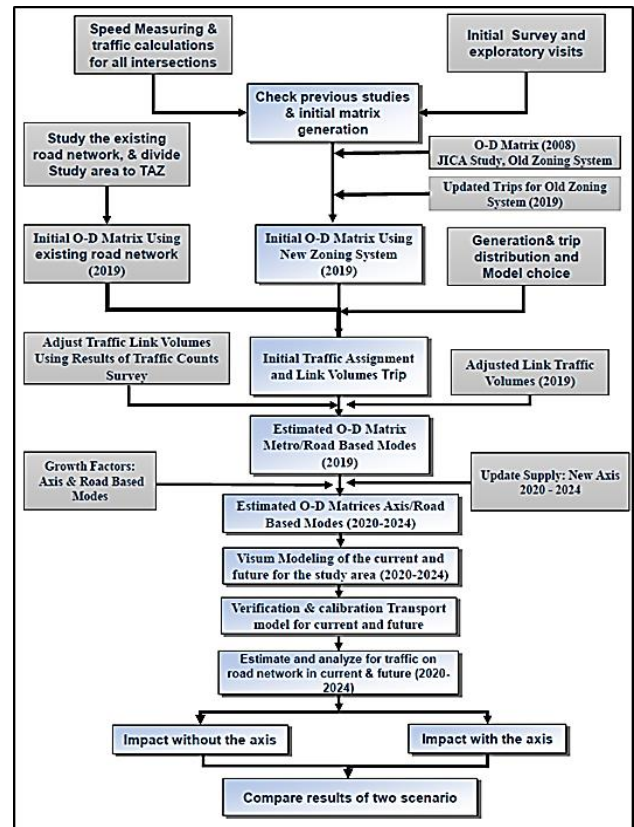 Speed Measuring &
traffic calculations
for all intersections
Initial Survey and
exploratory visits
Check previous studies
& initial matrix
generation
Study the existing
road network, & divide
Study area to TAZ
O-D Matrix (2008)
JICA Study, Old Zoning System
Updated Trips for Old Zoning
System (2019)
Initial O-D Matrix Using
existing road network
(2019)
Initial O-D Matrix Using
New Zoning System
(2019)
Generation& trip
distribution and
Model choice
Adjust Traffic Link Volumes
Using Results of Traffic Counts
Survey
Initial Traffic Assignment
and Link Volumes Trip
Adjusted Link Traffic
Volumes (2019)
Estimated O-D Matrix
Metro/Road Based Modes
(2019)
Growth Factors:
Axis & Road Based
Modes
Update Supply: New Axis
2020 - 2024
Estimated O-D Matrices Axis/Road
Based Modes (2020-2024)
Visum Modeling of the current and
future for the study area (2020-2024)
Verification & calibration Transport
model for current and future
Estimate and analyze for traffic on
road network in current & future (2020-
2024)
Impact without the axis
Impact with the axis
Compare results of two scenario